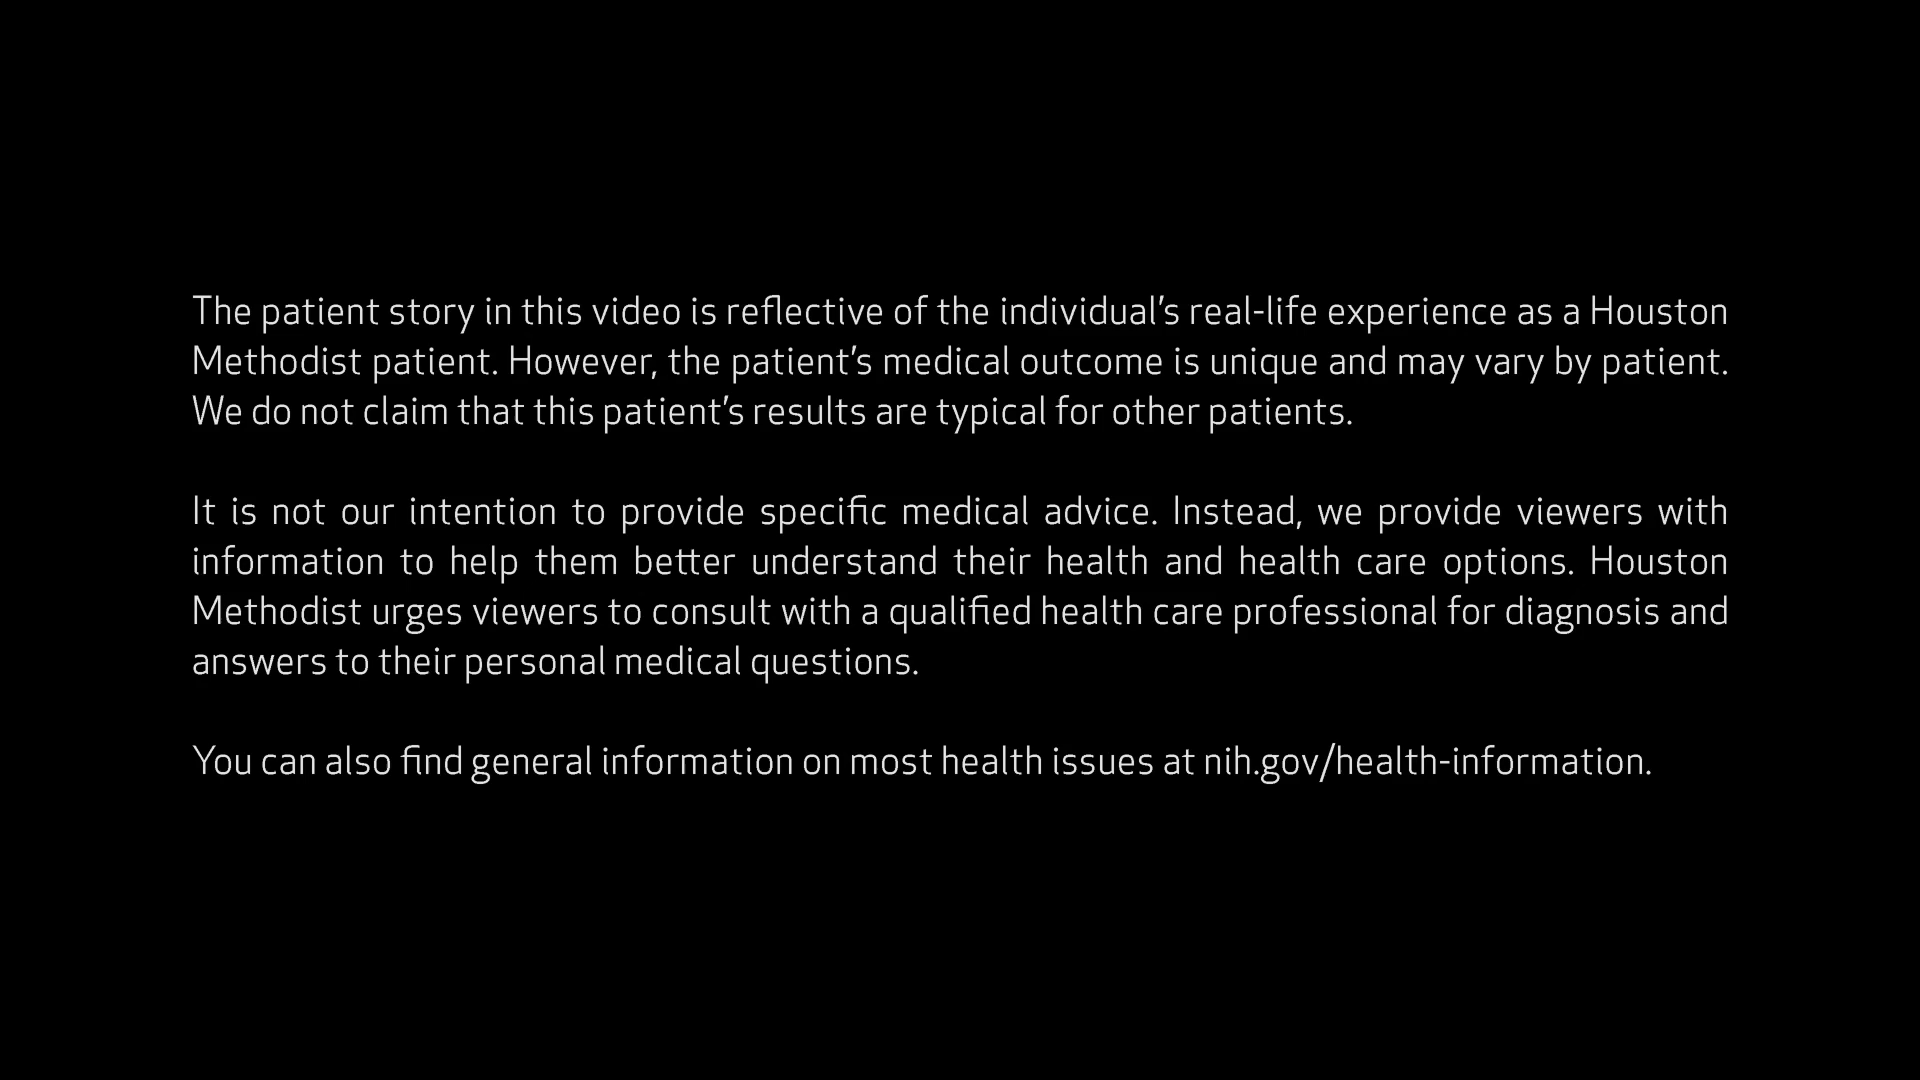 The patient story in this video is reflective of the individual’s real-life experience as a Houston
Methodist patient. However, the patient’s medical outcome is unique and may vary by patient.
We do not claim that this patient’s results are typical for other patients.
It is not our intention to provide specific medical advice. Instead, we provide viewers with
information to help them better understand their health and health care options. Houston
Methodist urges viewers to consult with a qualified health care professional for diagnosis and
answers to their personal medical questions.
You can also find general information on most health issues at nih.gov/health-information.